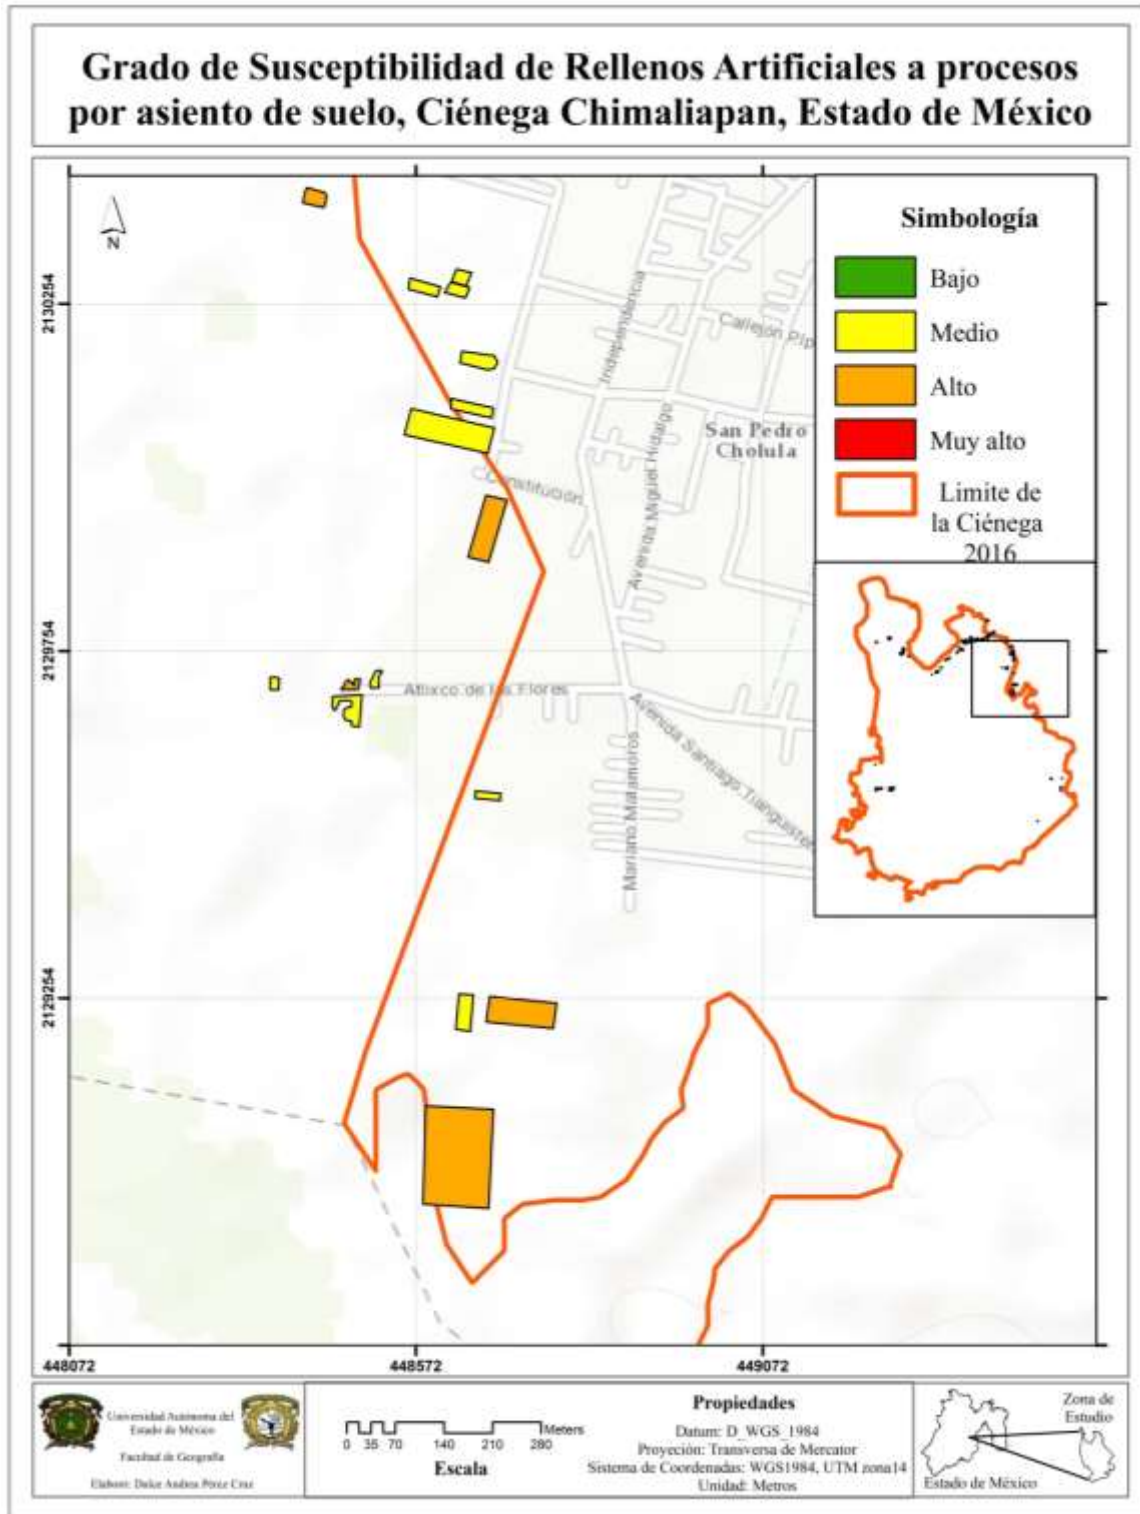 Grado de Susceptibilidad de Rellenos Artificiales a procesos
por asiento de suelo, Ciénega Chimaliapan, Estado de México
N
2130254
2129754
2129254
448072
448572
449072
Independencia
Callejón Pip
Avenida Miguel Hidalgo
San Pedro
Cholula
Constitución
Atlixco de las Flores
Avenida Santiago Tianguisten
Mariano Matamoros
Simbología
Bajo
Medio
Alto
Muy alto
Limite de
la Ciénega
2016
Universidad Autónoma del
Estado de México
Facultad de Geografía
Elaboró: Dulce Andrea Pérez Cruz
Meters
0 35 70 140 210 280
Escala
Propiedades
Datum: D_WGS_1984
Proyeción: Transversa de Mercator
Sistema de Coordenadas: WGS1984, UTM zona14
Unidad: Metros
Zona de
Estudio
Estado de México